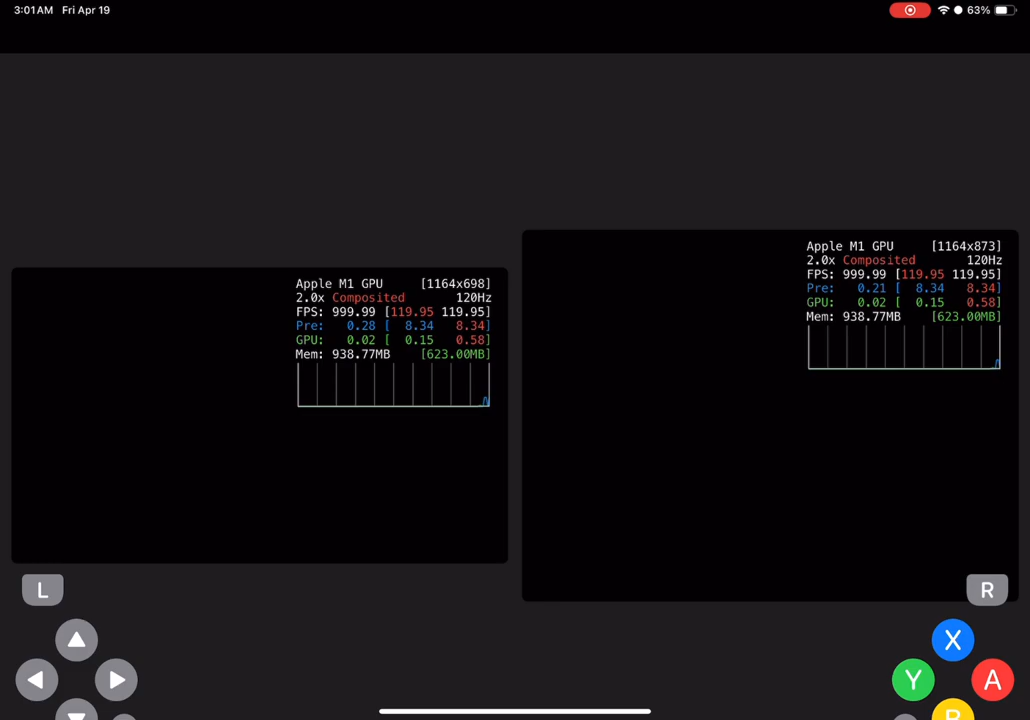 3:01AM Fri Apr 19
63%
Apple M1 GPU [1164x698]
2.0x Composited 120Hz
FPS: 999.99 [119.95 119.95]
Pre: 0.28 [ 8.34 8.34]
GPU: 0.02 [ 0.15 0.58]
Mem: 938.77MB [623.00MB]
Apple M1 GPU [1164x873]
2.0x Composited 120Hz
FPS: 999.99 [119.95 119.95]
Pre: 0.21 [ 8.34 8.34]
GPU: 0.02 [ 0.15 0.58]
Mem: 938.77MB [623.00MB]
L
R
X
Y
A
B